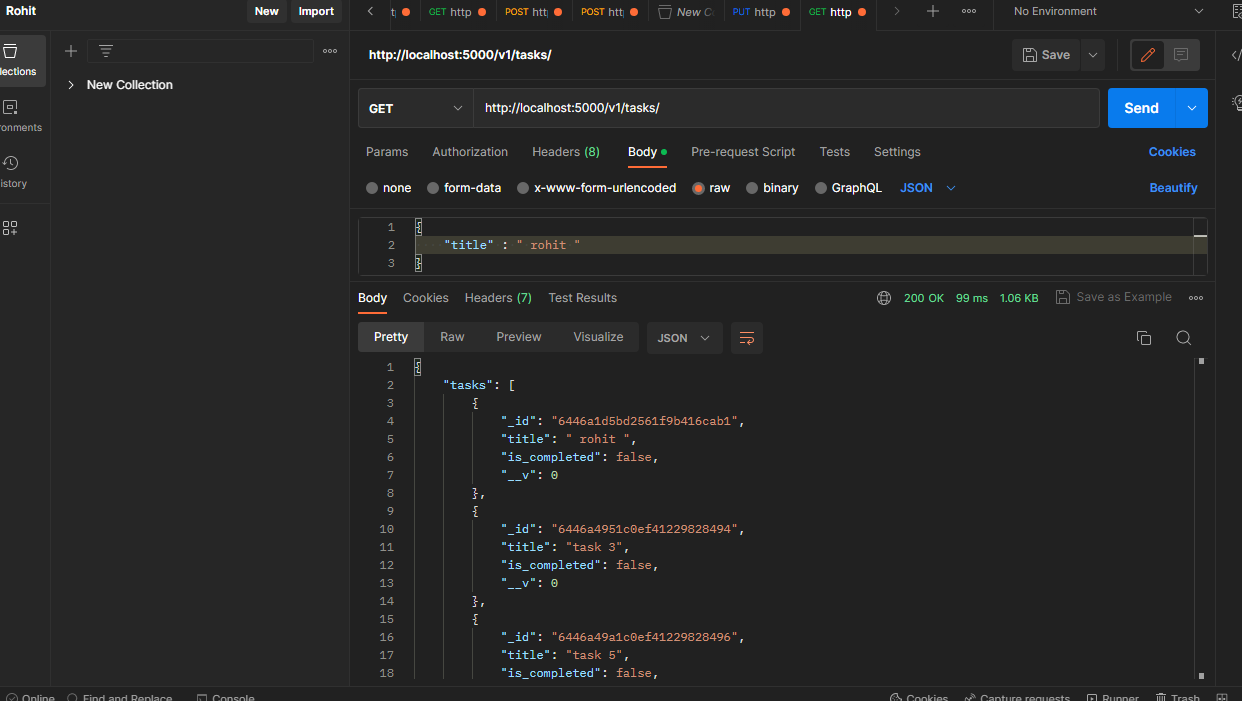 Rohit New Import
GET http POST htt POST htt New C PUT http GET http No Environment
http://localhost:5000/v1/tasks/ Save
lections
New Collection
ronments
istory
GET http://localhost:5000/v1/tasks/ Send
Params Authorization Headers (8) Body Pre-request Script Tests Settings Cookies
none form-data x-www-form-urlencoded raw binary GraphQL JSON Beautify
1 {
2 "title" : " rohit "
3 }
Body Cookies Headers (7) Test Results 200 OK 99 ms 1.06 KB Save as Example
Pretty Raw Preview Visualize JSON
1 {
2 "tasks": [
3 {
4 "_id": "6446a1d5bd2561f9b416cab1",
5 "title": " rohit ",
6 "is_completed": false,
7 "__v": 0
8 },
9 {
10 "_id": "6446a4951c0ef41229828494",
11 "title": "task 3",
12 "is_completed": false,
13 "__v": 0
14 },
15 {
16 "_id": "6446a49a1c0ef41229828496",
17 "title": "task 5",
18 "is_completed": false,
Online Find and Replace Console Cookies Capture requests Runner Trash